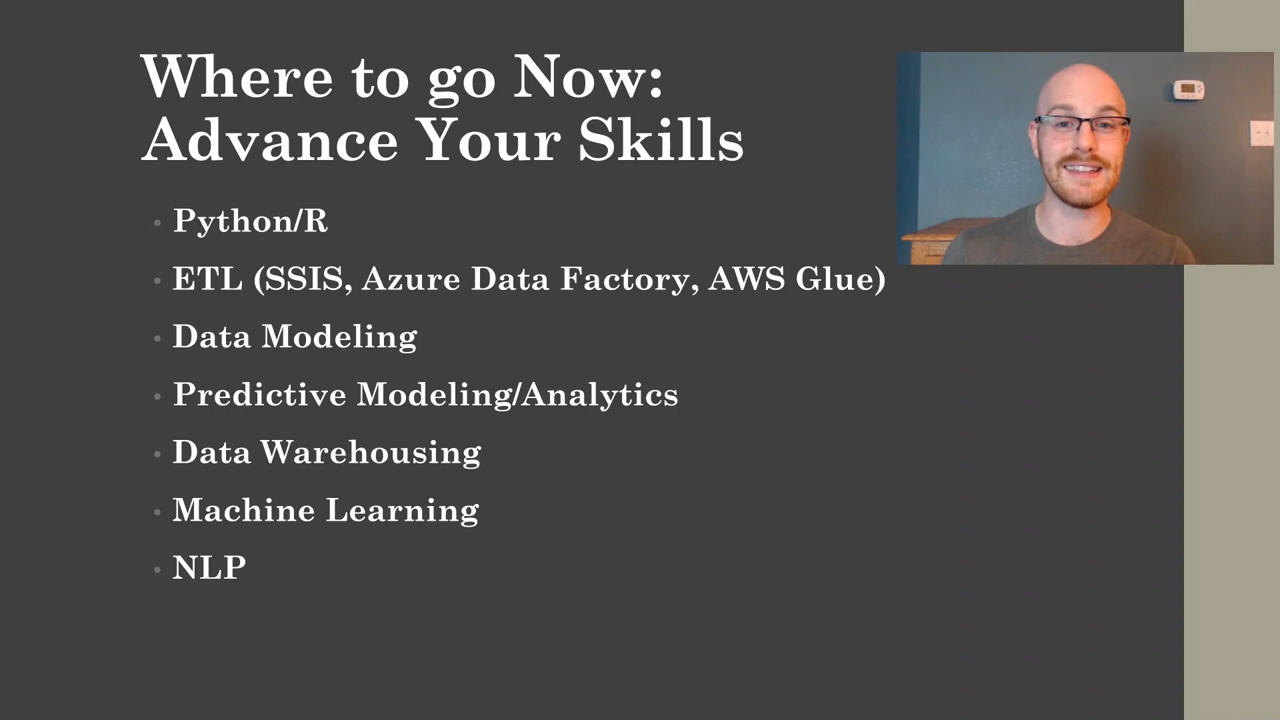 Where to go Now:
Advance Your Skills
Python/R
ETL (SSIS, Azure Data Factory, AWS Glue)
Data Modeling
Predictive Modeling/Analytics
Data Warehousing
Machine Learning
NLP